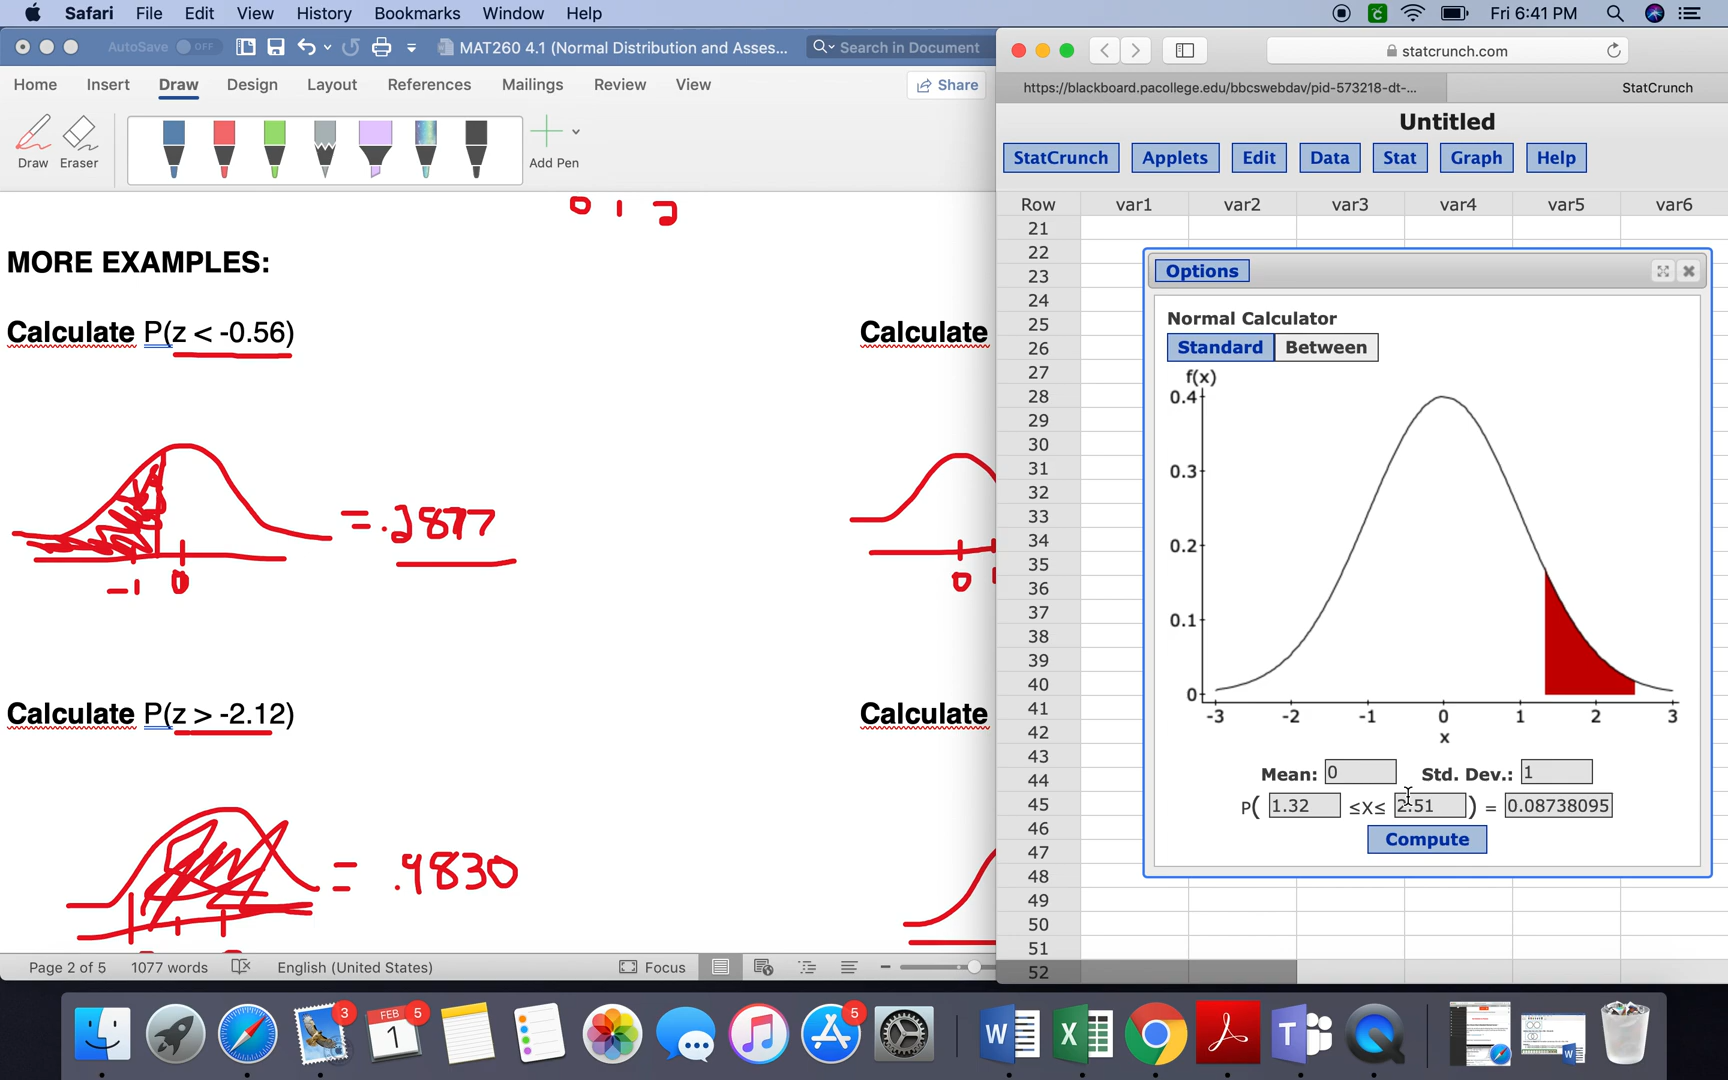 Safari File Edit View History Bookmarks Window Help Fri 6:41 PM
AutoSave OFF MAT260 4.1 (Normal Distribution and Asses... Search in Document
Home Insert Draw Design Layout References Mailings Review View Share
Draw Eraser Add Pen
0 1 2
MORE EXAMPLES:
Calculate P(z < -0.56)
Calculate
= .2877
-1 0
0
Calculate P(z > -2.12)
Calculate
= .9830
Page 2 of 5 1077 words English (United States) Focus
statcrunch.com
https://blackboard.pacollege.edu/bbcswebdav/pid-573218-dt-... StatCrunch
Untitled
StatCrunch Applets Edit Data Stat Graph Help
Row var1 var2 var3 var4 var5 var6
21
22
23
24
25
26
27
28
29
30
31
32
33
34
35
36
37
38
39
40
41
42
43
44
45
46
47
48
49
50
51
52
Options
Normal Calculator
Standard Between
f(x)
0.4
0.3
0.2
0.1
0
-3 -2 -1 0 1 2 3
x
Mean: 0 Std. Dev.: 1
P( 1.32 ≤X≤ 2.51 ) = 0.08738095
Compute
3
FEB 5
1
5
W X T
W